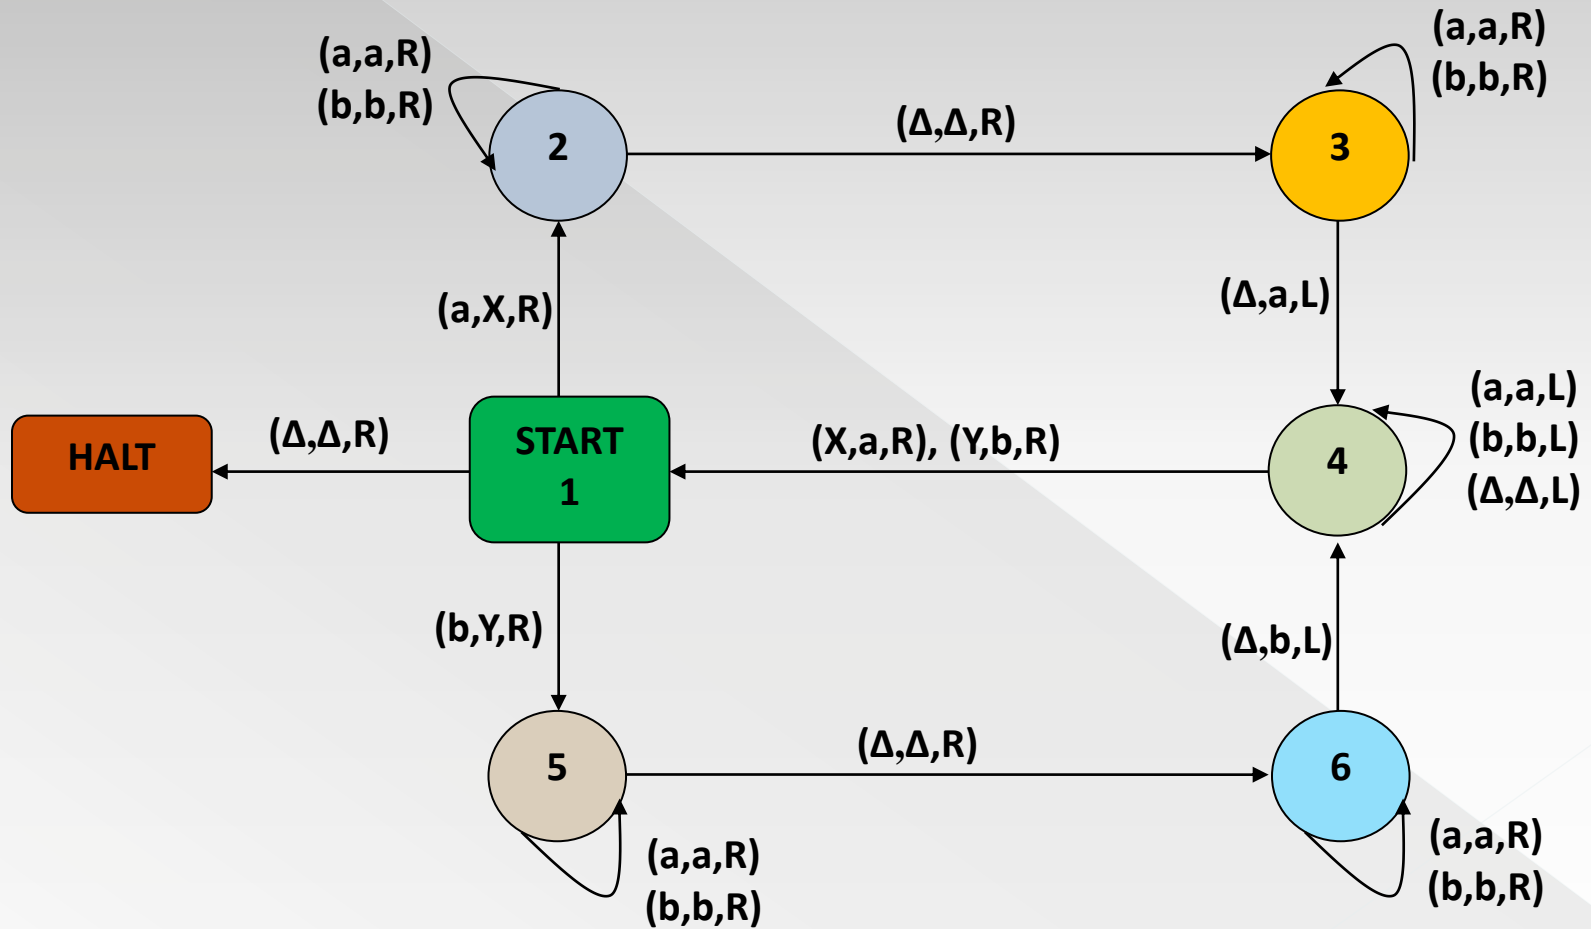 (a,a,R)
(b,b,R)
2
(Δ,Δ,R)
(a,a,R)
(b,b,R)
3
(a,X,R)
(Δ,a,L)
HALT
(Δ,Δ,R)
START
1
(X,a,R), (Y,b,R)
4
(a,a,L)
(b,b,L)
(Δ,Δ,L)
(b,Y,R)
(Δ,b,L)
5
(Δ,Δ,R)
6
(a,a,R)
(b,b,R)
(a,a,R)
(b,b,R)